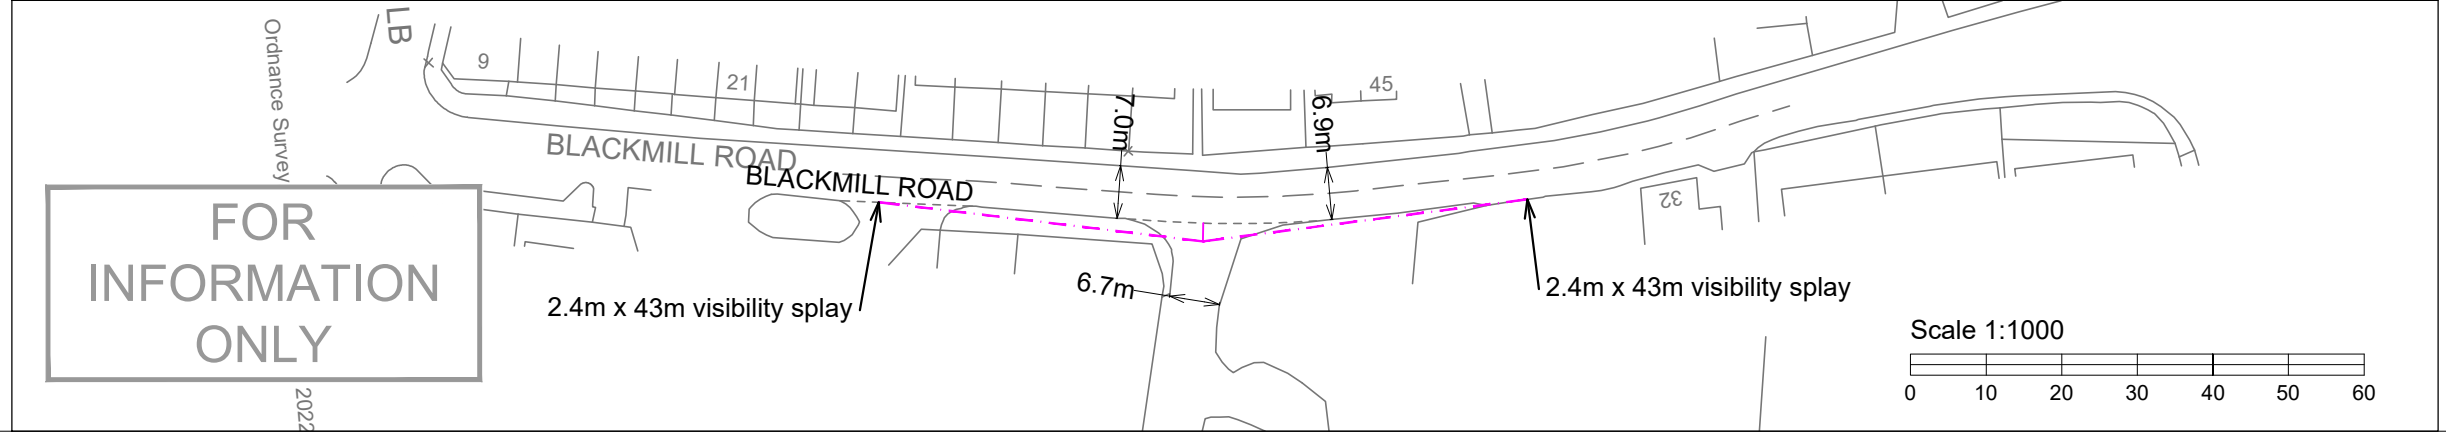 LB
Ordnance Survey
9
21
45
7.0m
6.9m
BLACKMILL ROAD
BLACKMILL ROAD
32
FOR
INFORMATION
ONLY
6.7m
2.4m x 43m visibility splay
2.4m x 43m visibility splay
Scale 1:1000
0 10 20 30 40 50 60
2022